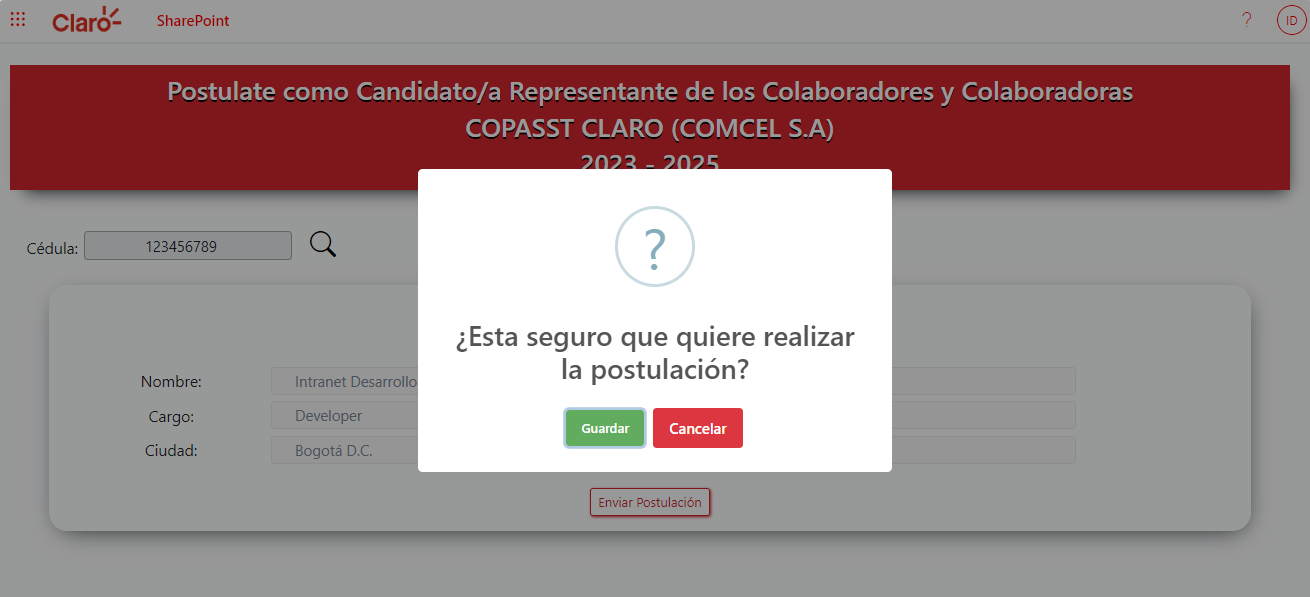 Claro
SharePoint
?
ID
Postulate como Candidato/a Representante de los Colaboradores y Colaboradoras
COPASST CLARO (COMCEL S.A)
2023 - 2025
Cédula:
123456789
?
¿Esta seguro que quiere realizar
la postulación?
Guardar
Cancelar
Nombre:
Intranet Desarrollo
Cargo:
Developer
Ciudad:
Bogotá D.C.
Enviar Postulación